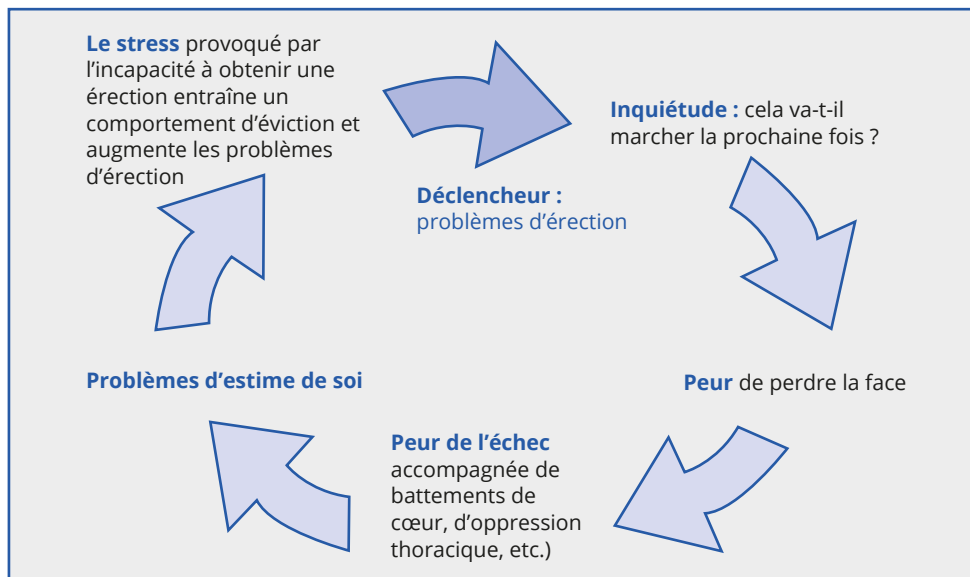 Le stress provoqué par
l’incapacité à obtenir une
érection entraîne un
comportement d’éviction et
augmente les problèmes
d’érection
Déclencheur :
problèmes d’érection
Inquiétude : cela va-t-il
marcher la prochaine fois ?
Peur de perdre la face
Peur de l’échec
accompagnée de
battements de
cœur, d’oppression
thoracique, etc.)
Problèmes d’estime de soi